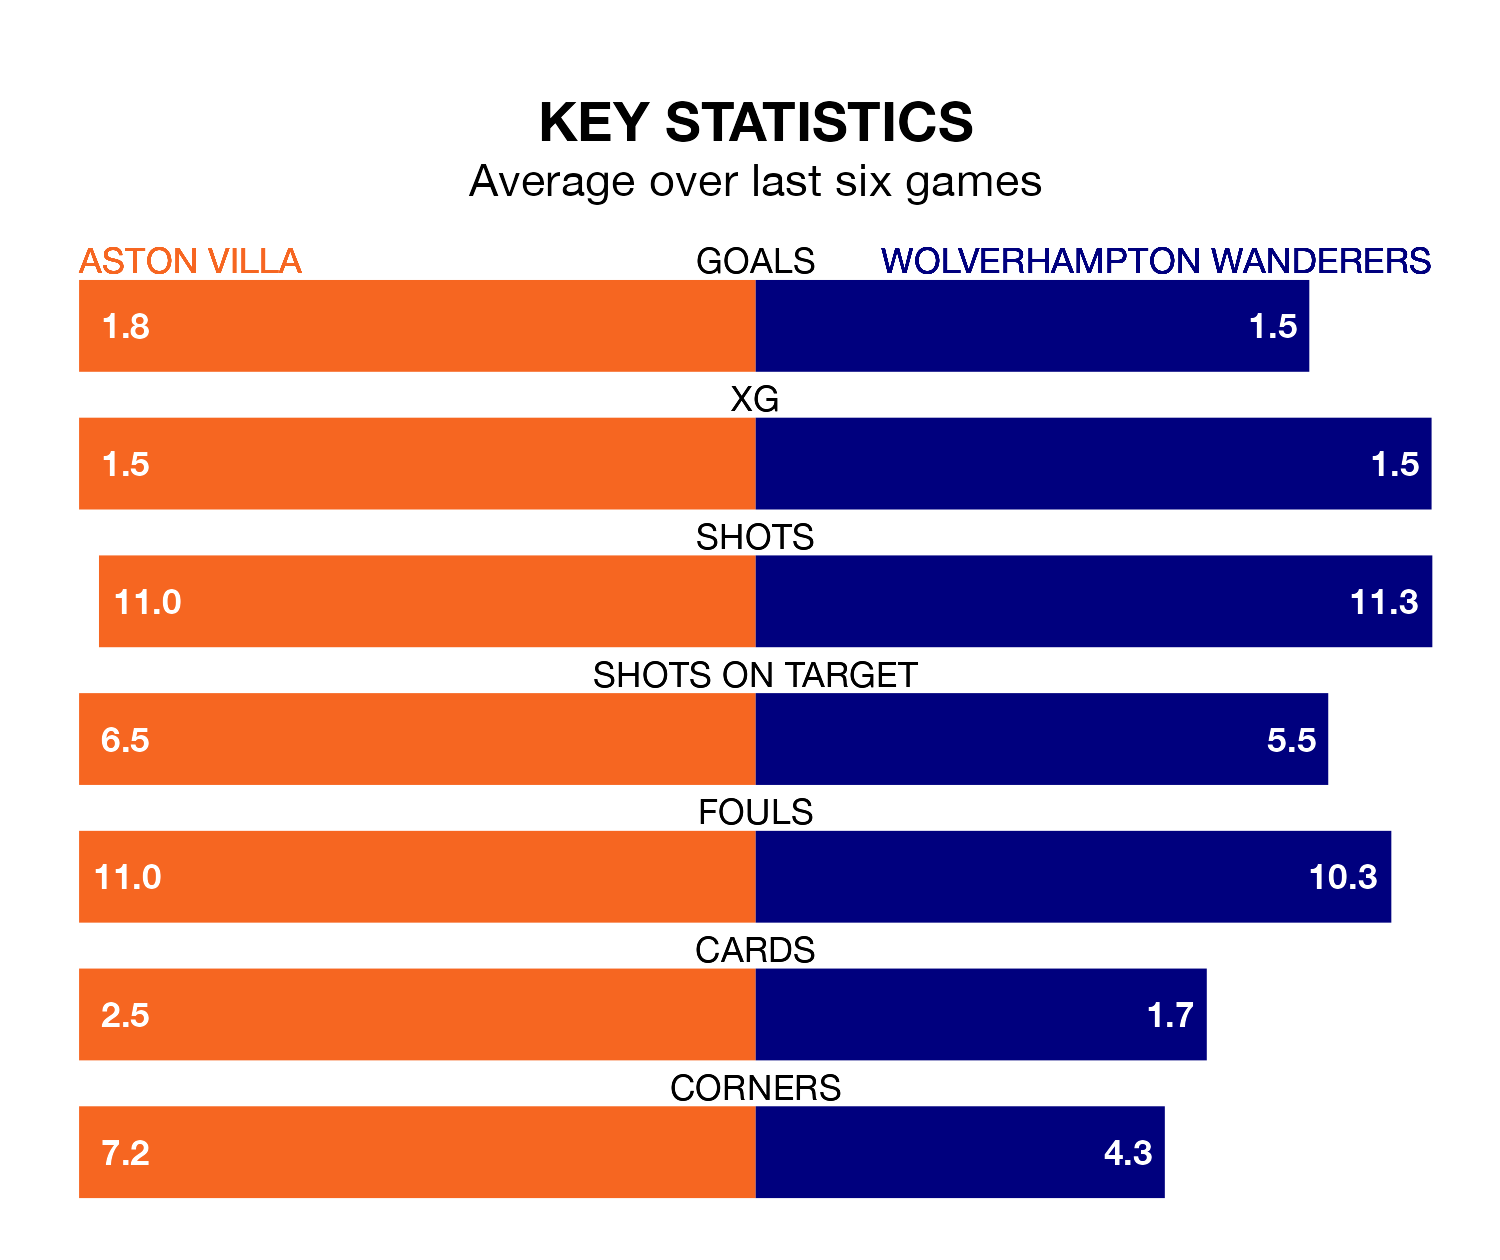 KEY STATISTICS
Average over last six games
ASTON VILLA GOALS WOLVERHAMPTON WANDERERS
1.8 1.5
XG
1.5 1.5
SHOTS
11.0 11.3
SHOTS ON TARGET
6.5 5.5
FOULS
11.0 10.3
CARDS
2.5 1.7
CORNERS
7.2 4.3